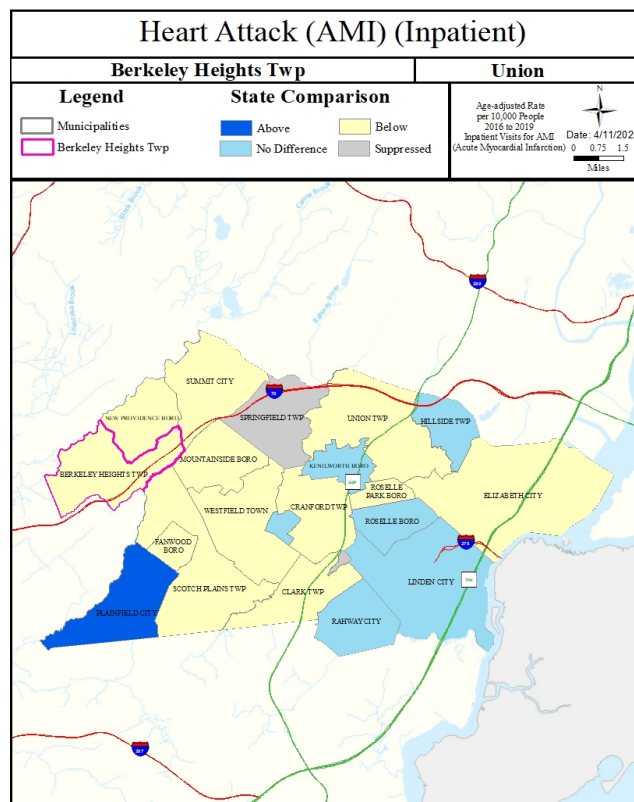 Heart Attack (AMI) (Inpatient)
Berkeley Heights Twp
Union
Legend
Municipalities
Berkeley Heights Twp
State Comparison
Above
Below
No Difference
Suppressed
Age-adjusted Rate
per 10,000 People
2016 to 2019
Inpatient Visits for AMI
(Acute Myocardial Infarction)
N
Date: 4/11/202
0 0.75 1.5
Miles
280
SUMMIT CITY
78
NEW PROVIDENCE BORO
SPRINGFIELD TWP
UNION TWP
HILLSIDE TWP
MOUNTAINSIDE BORO
BERKELEY HEIGHTS TWP
KENILWORTH BORO
ROSELLE
PARK BORO
ELIZABETH CITY
WESTFIELD TOWN
CRANFORD TWP
ROSELLE BORO
FANWOOD
BORO
278
SCOTCH PLAINS TWP
CLARK TWP
LINDEN CITY
PLAINFIELD CITY
RAHWAY CITY
287